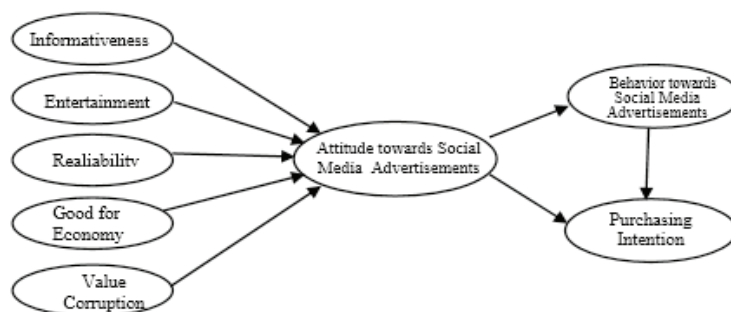 Informativeness
Entertainment
Realiability
Good for
Economy
Value
Corruption
Attitude towards Social
Media Advertisements
Behavior towards
Social Media
Advertisements
Purchasing
Intention